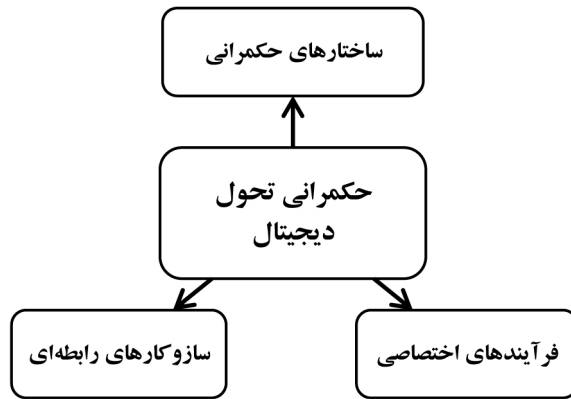 ساختارهای حکمرانی
حکمرانی تحول
دیجیتال
فرآیندهای اختصاصی
سازوکارهای رابطه‌ای